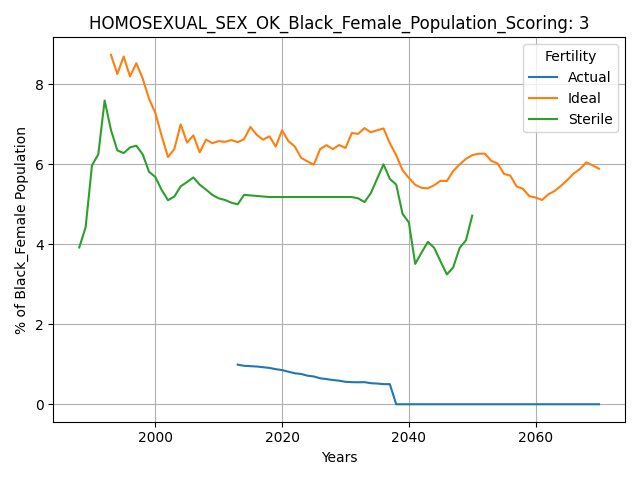 HOMOSEXUAL_SEX_OK_Black_Female_Population_Scoring: 3
% of Black_Female Population
8
6
4
2
0
Fertility
Actual
Ideal
Sterile
2000
2020
2040
2060
Years